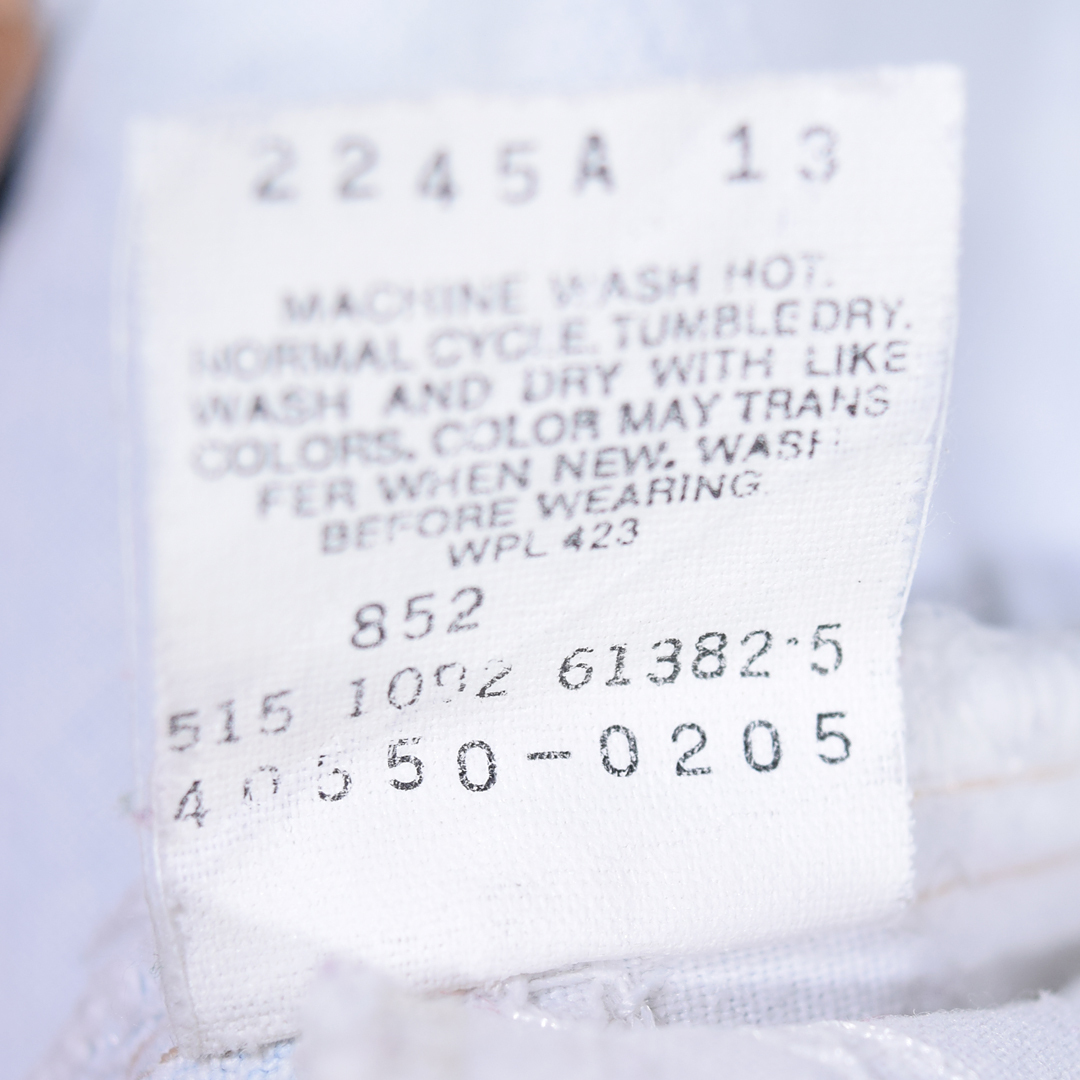 2245A 13
MACHINE WASH HOT.
NORMAL CYCLE. TUMBLE DRY.
WASH AND DRY WITH LIKE
COLORS. COLOR MAY TRANS
FER WHEN NEW. WASH
BEFORE WEARING
WPL 423
852
515 1092 61382-5
40550-0205